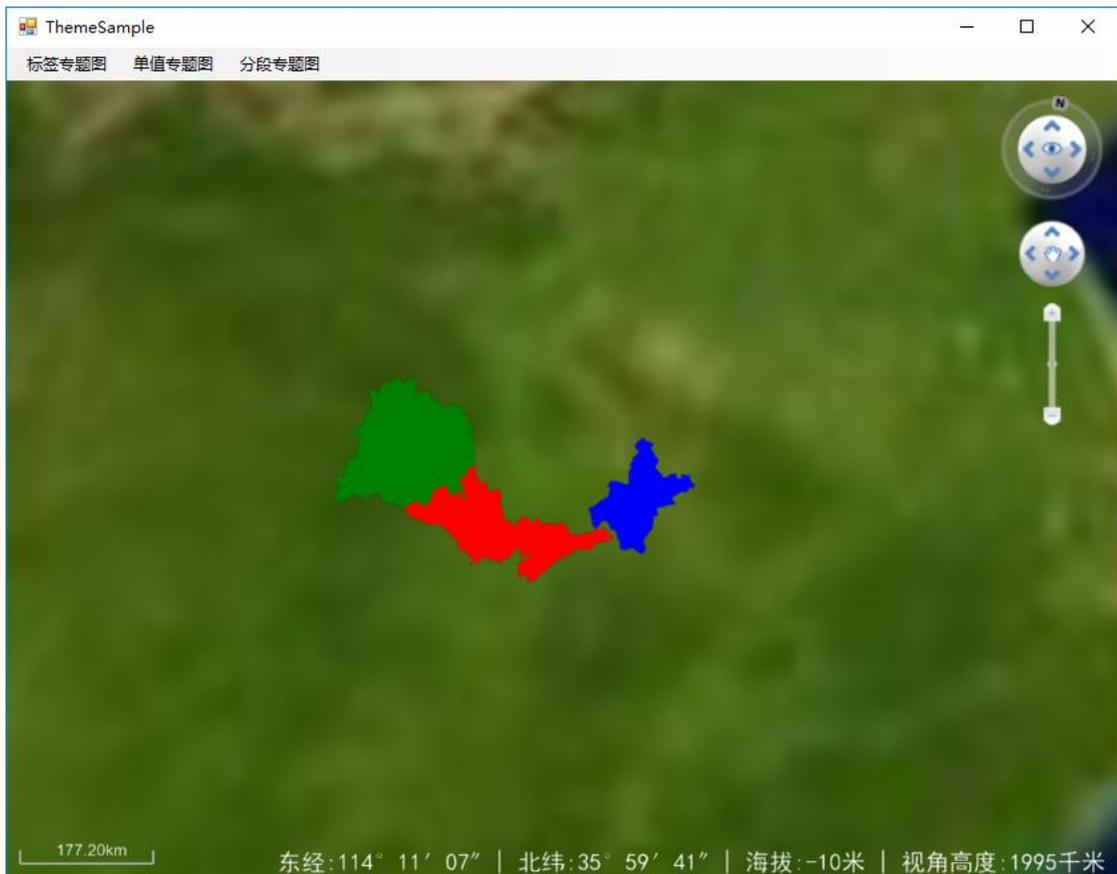 ThemeSample
标签专题图 单值专题图 分段专题图
N
177.20km
东经:114° 11′ 07″ | 北纬:35° 59′ 41″ | 海拔:-10米 | 视角高度:1995千米